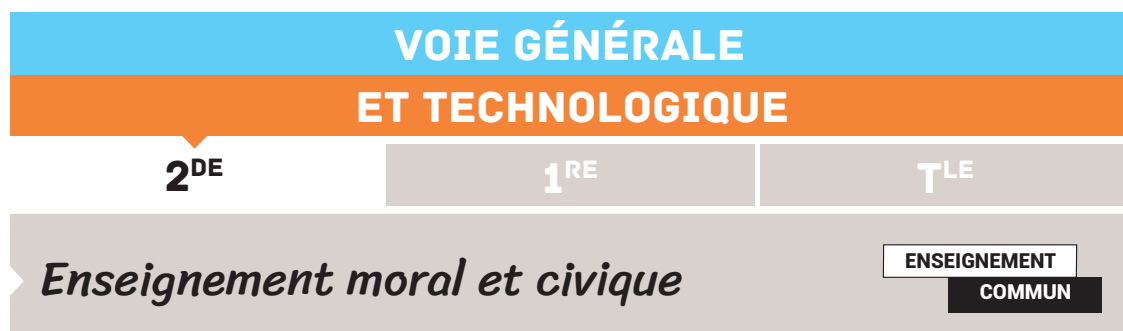 VOIE GÉNÉRALE
ET TECHNOLOGIQUE
2DE 1RE TLE
Enseignement moral et civique
ENSEIGNEMENT
COMMUN